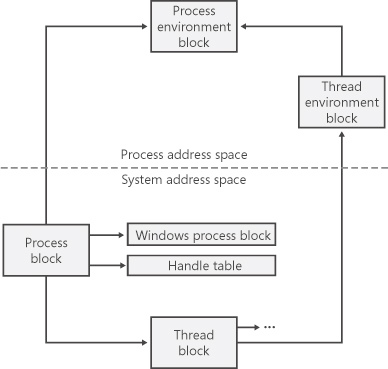 Process
environment
block
Thread
environment
block
Process address space
System address space
Process
block
Windows process block
Handle table
Thread
block
...